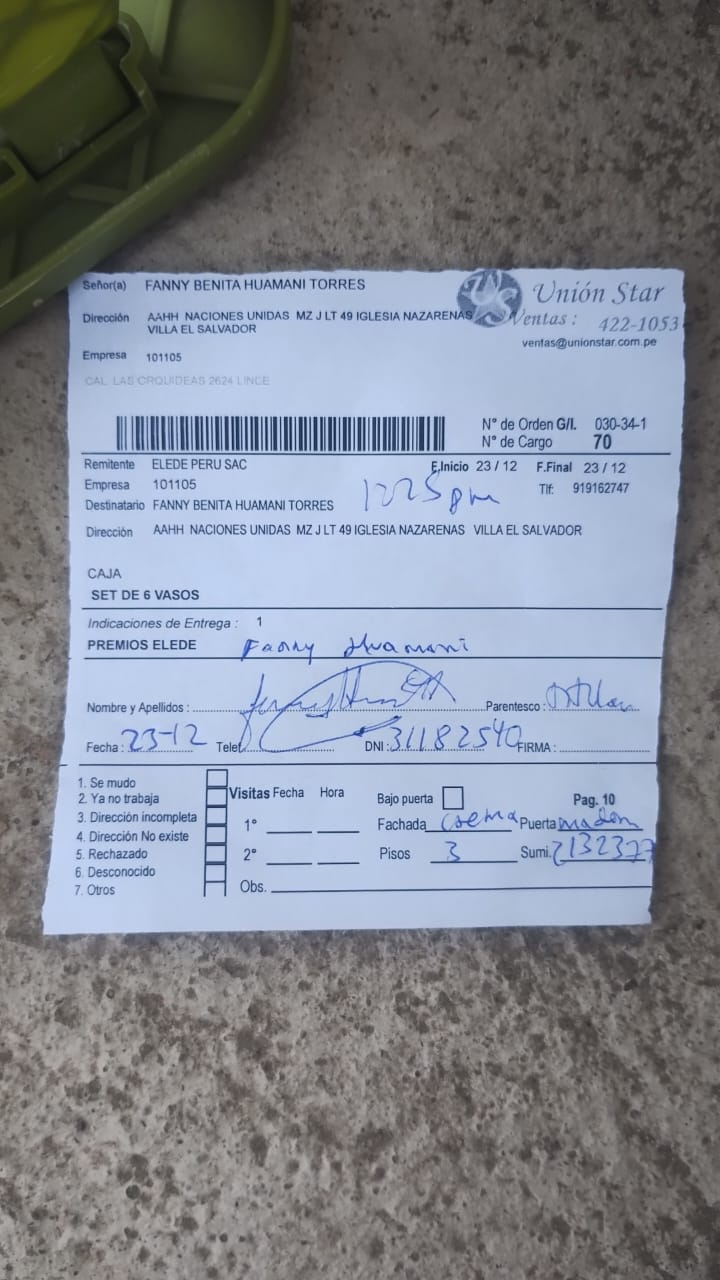 Señor(a) FANNY BENITA HUAMANI TORRES
Unión Star
Dirección AAHH NACIONES UNIDAS MZ J LT 49 IGLESIA NAZARENAS
VILLA EL SALVADOR
Ventas : 422-1053
ventas@unionstar.com.pe
Empresa 101105
CAL. LAS ORQUIDEAS 2624 LINCE
N° de Orden G/I. 030-34-1
N° de Cargo 70
Remitente ELEDE PERU SAC
F.Inicio 23 / 12 F.Final 23 / 12
Empresa 101105
1225 pm
Tlf: 919162747
Destinatario FANNY BENITA HUAMANI TORRES
Dirección AAHH NACIONES UNIDAS MZ J LT 49 IGLESIA NAZARENAS VILLA EL SALVADOR
CAJA
SET DE 6 VASOS
Indicaciones de Entrega : 1
PREMIOS ELEDE Fanny Huamani
Nombre y Apellidos : Parentesco :
Fecha : 23-12 Telef DNI : 31182540 FIRMA :
1. Se mudo
2. Ya no trabaja
3. Dirección incompleta
4. Dirección No existe
5. Rechazado
6. Desconocido
7. Otros
Visitas Fecha Hora
1°
2°
Obs.
Bajo puerta Pag. 10
Fachada Crema Puerta madera
Pisos 3 Sumi. 2132377